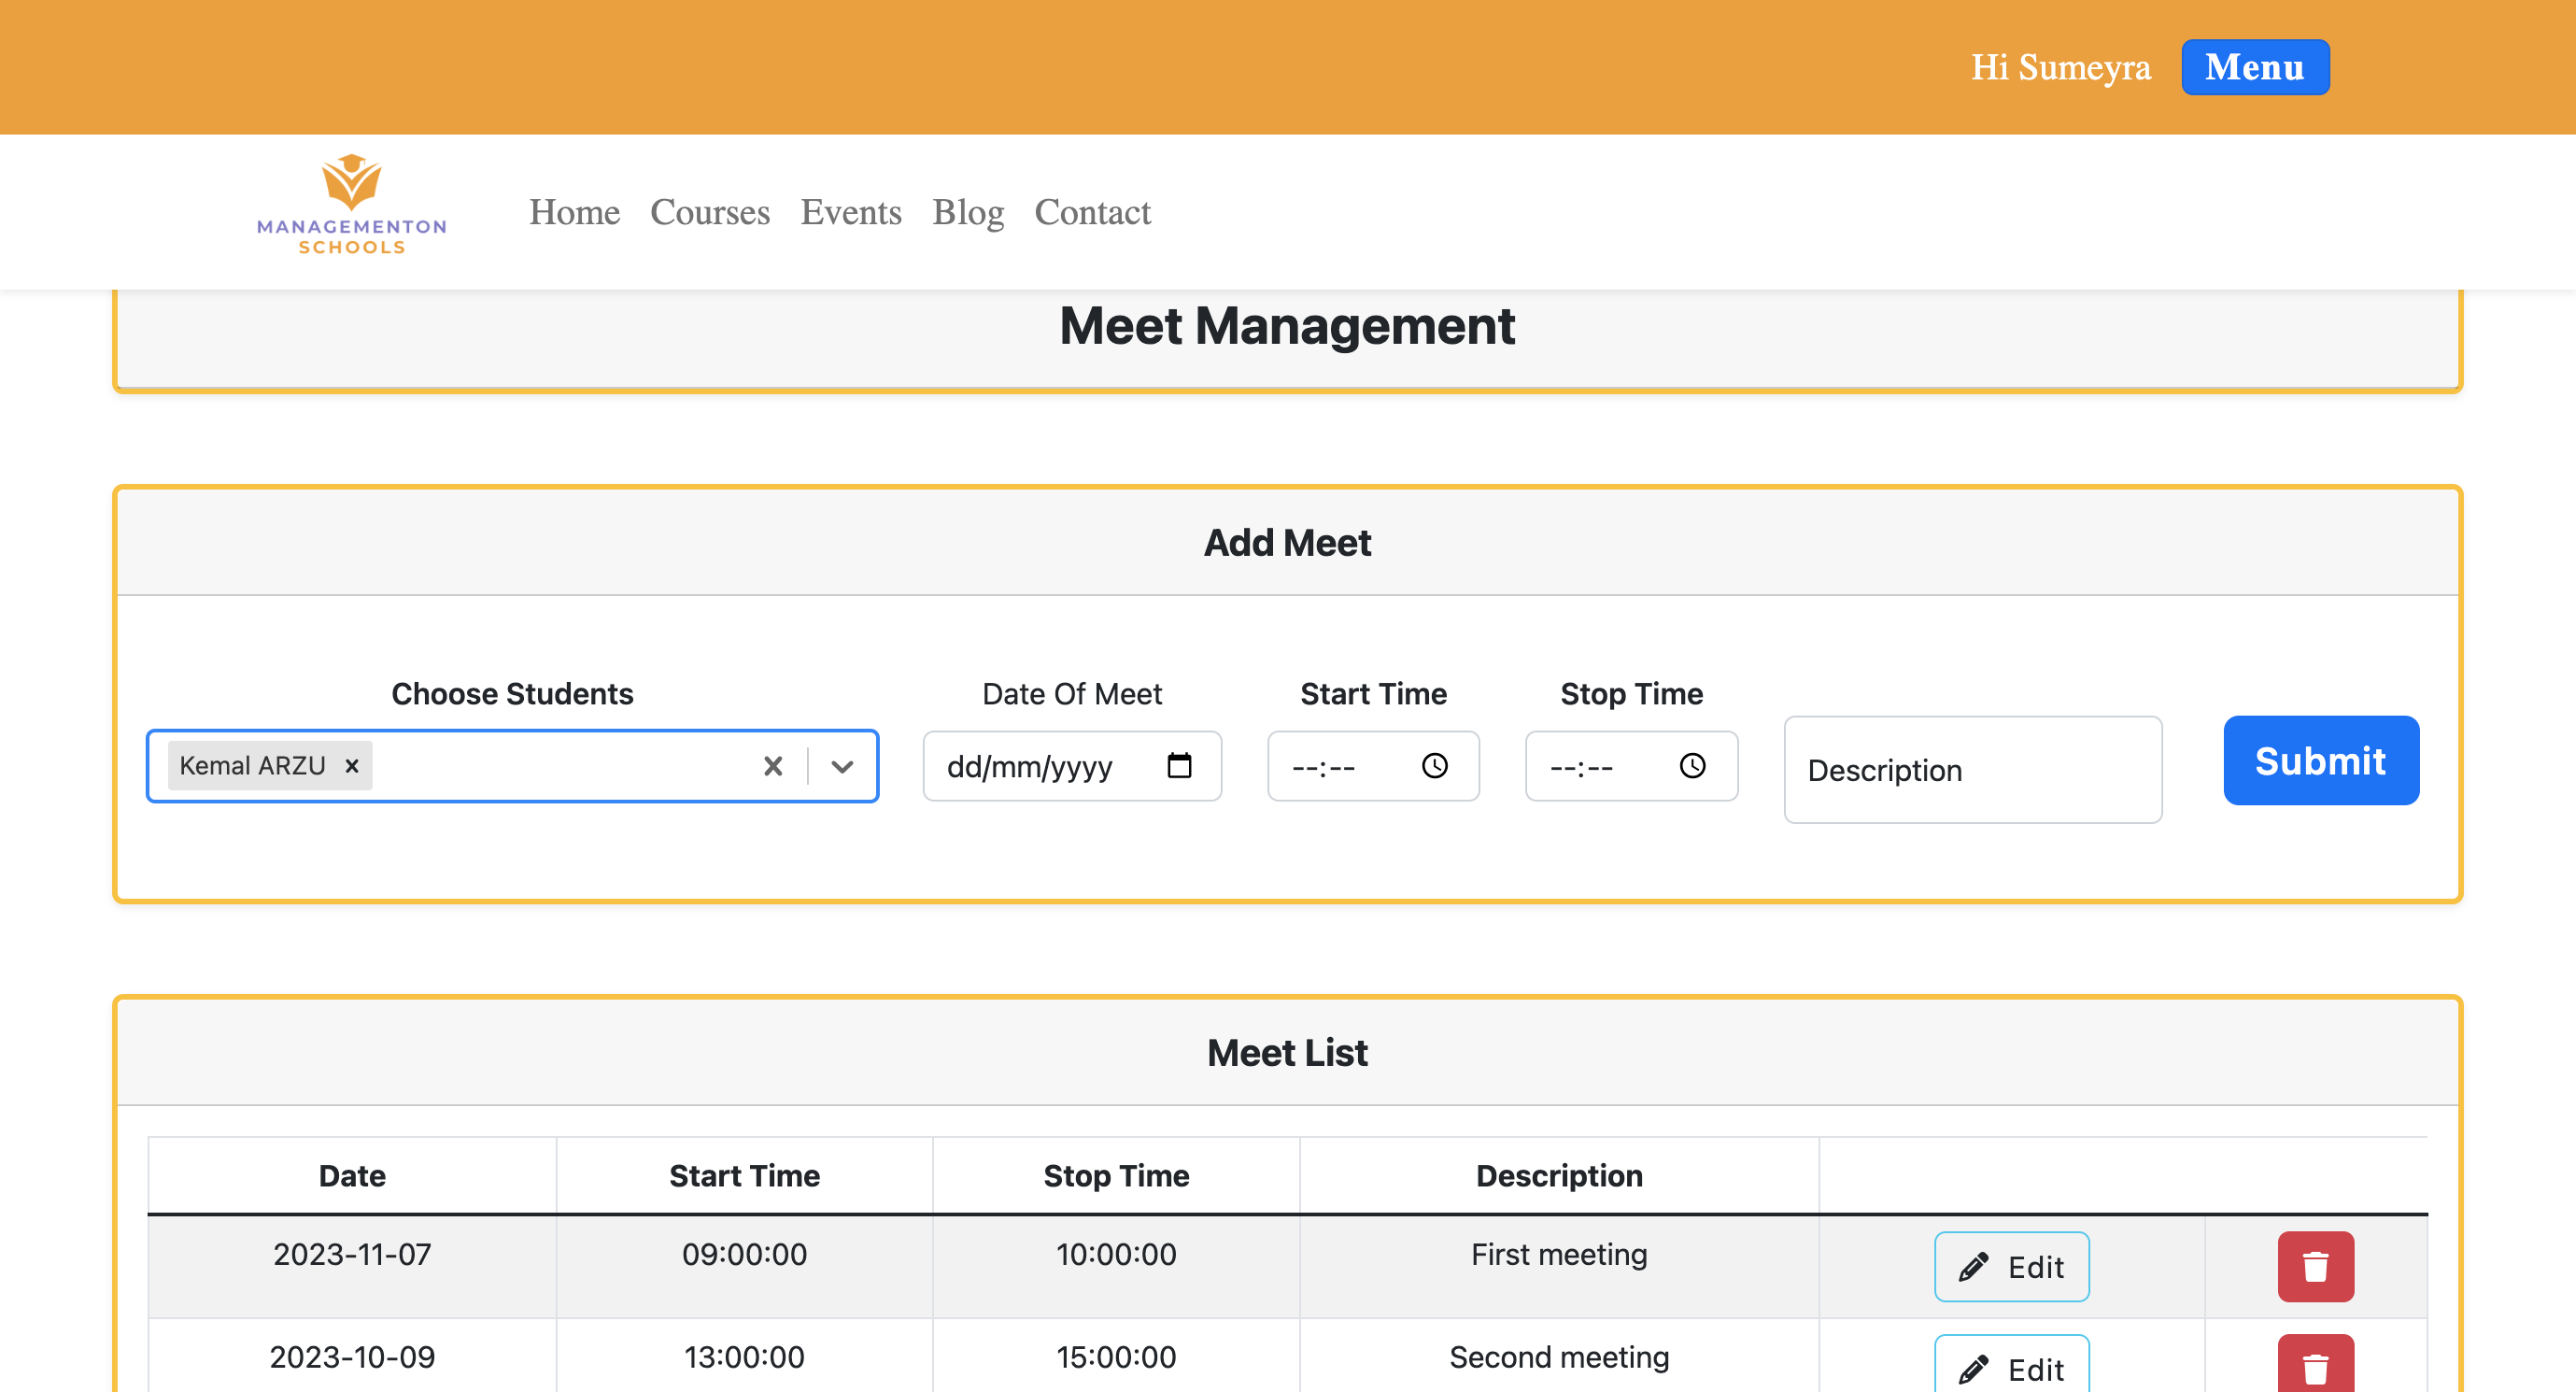 Hi Sumeyra Menu
MANAGEMENTON
SCHOOLS
Home Courses Events Blog Contact
Meet Management
Add Meet
Choose Students Date Of Meet Start Time Stop Time
Kemal ARZU dd/mm/yyyy --:-- --:-- Description Submit
Meet List
Date Start Time Stop Time Description
2023-11-07 09:00:00 10:00:00 First meeting Edit
2023-10-09 13:00:00 15:00:00 Second meeting Edit